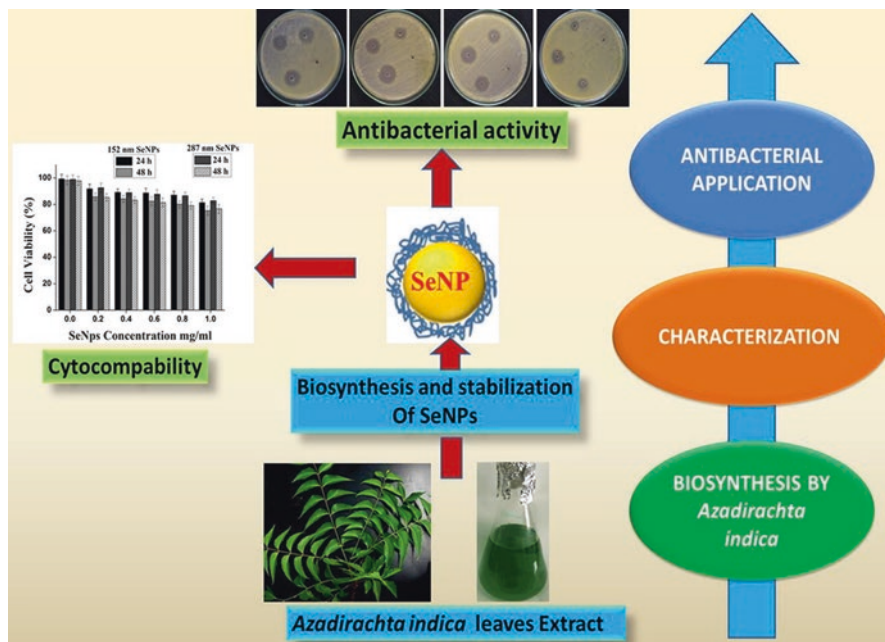 Antibacterial activity
152 nm SeNPs 287 nm SeNPs
24 h 24 h
48 h 48 h
Cell Viability (%)
100
80
60
40
20
0
0.0 0.2 0.4 0.6 0.8 1.0
SeNps Concentration mg/ml
Cytocompability
SeNP
Biosynthesis and stabilization
Of SeNPs
Azadirachta indica leaves Extract
ANTIBACTERIAL
APPLICATION
CHARACTERIZATION
BIOSYNTHESIS BY
Azadirachta
indica